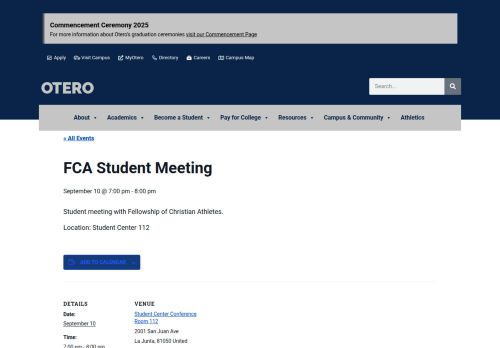 Commencement Ceremony 2025
For more information about Otero's graduation ceremonies visit our Commencement Page
Apply Visit Campus MyOtero Directory Careers Campus Map
OTERO
Search...
About Academics Become a Student Pay for College Resources Campus & Community Athletics
« All Events
FCA Student Meeting
September 10 @ 7:00 pm - 8:00 pm
Student meeting with Fellowship of Christian Athletes.
Location: Student Center 112
ADD TO CALENDAR
DETAILS
Date:
September 10
Time:
7:00 pm - 8:00 pm
VENUE
Student Center Conference
Room 112
2001 San Juan Ave
La Junta, 81050 United